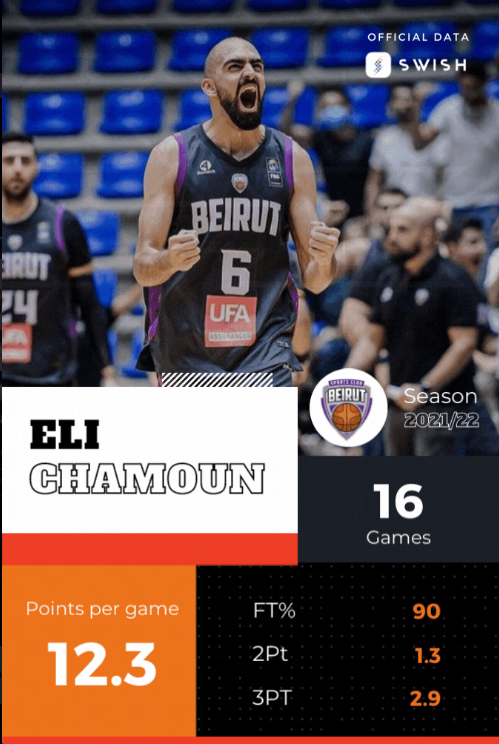 OFFICIAL DATA
SWISH
BEIRUT
6
UFA
ASSURANCES
24
SPORTS CLUB
BEIRUT
Season
2021/22
ELI
CHAMOUN
16
Games
Points per game
12.3
FT% 90
2Pt 1.3
3PT 2.9